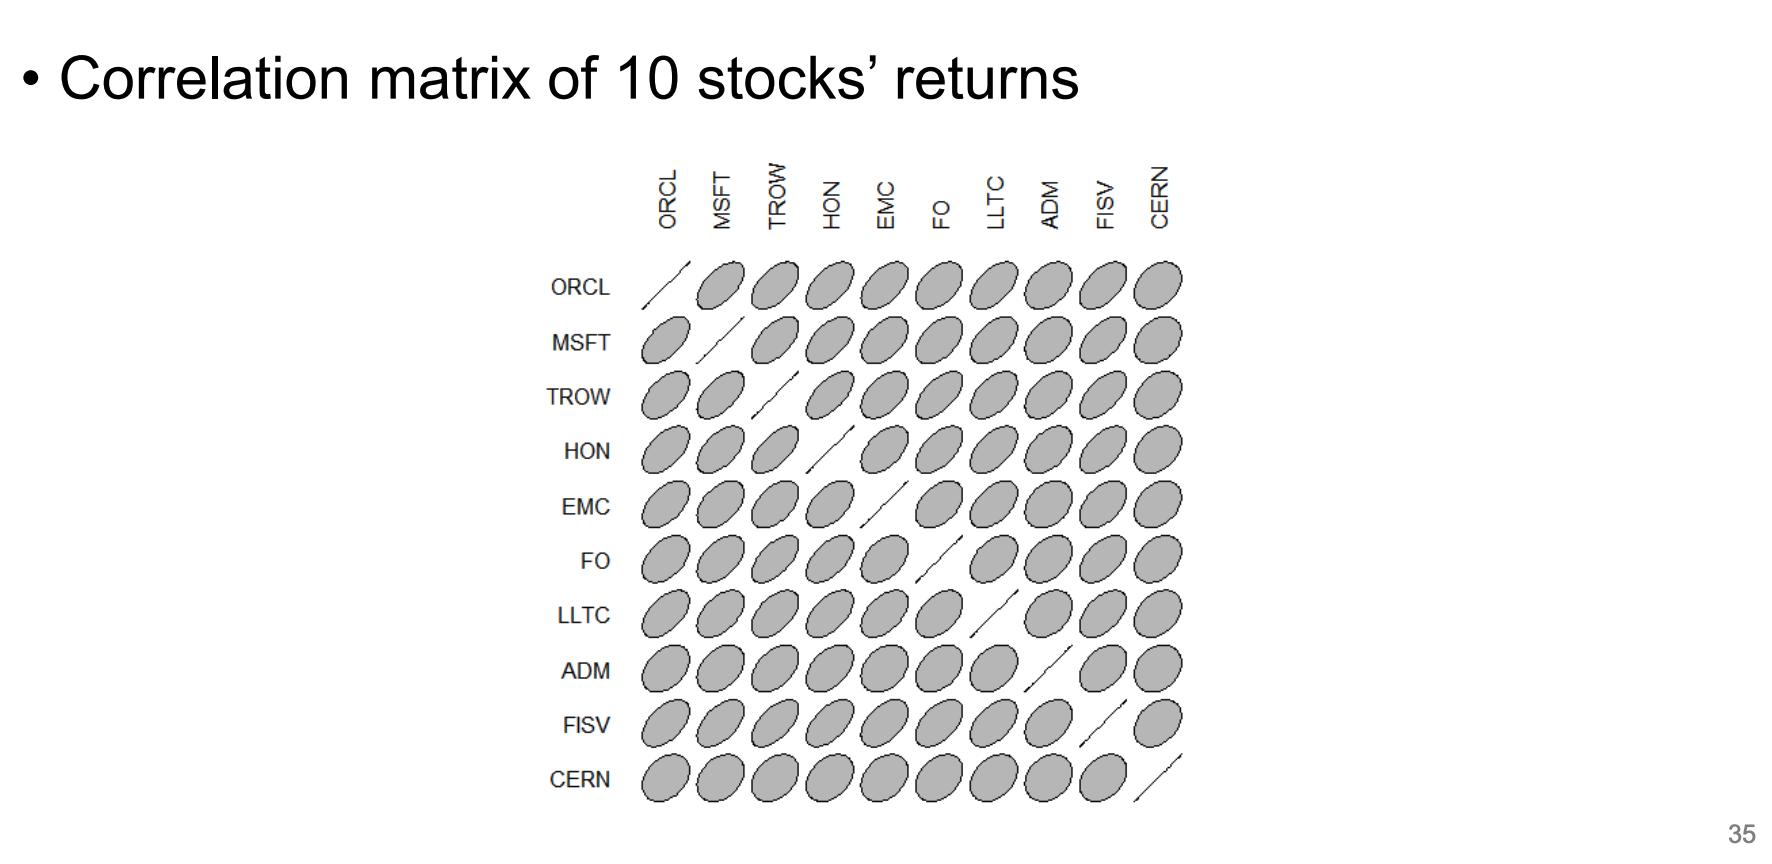 • Correlation matrix of 10 stocks’ returns
ORCL MSFT TROW HON EMC FO LLTC ADM FISV CERN
ORCL
MSFT
TROW
HON
EMC
FO
LLTC
ADM
FISV
CERN
35